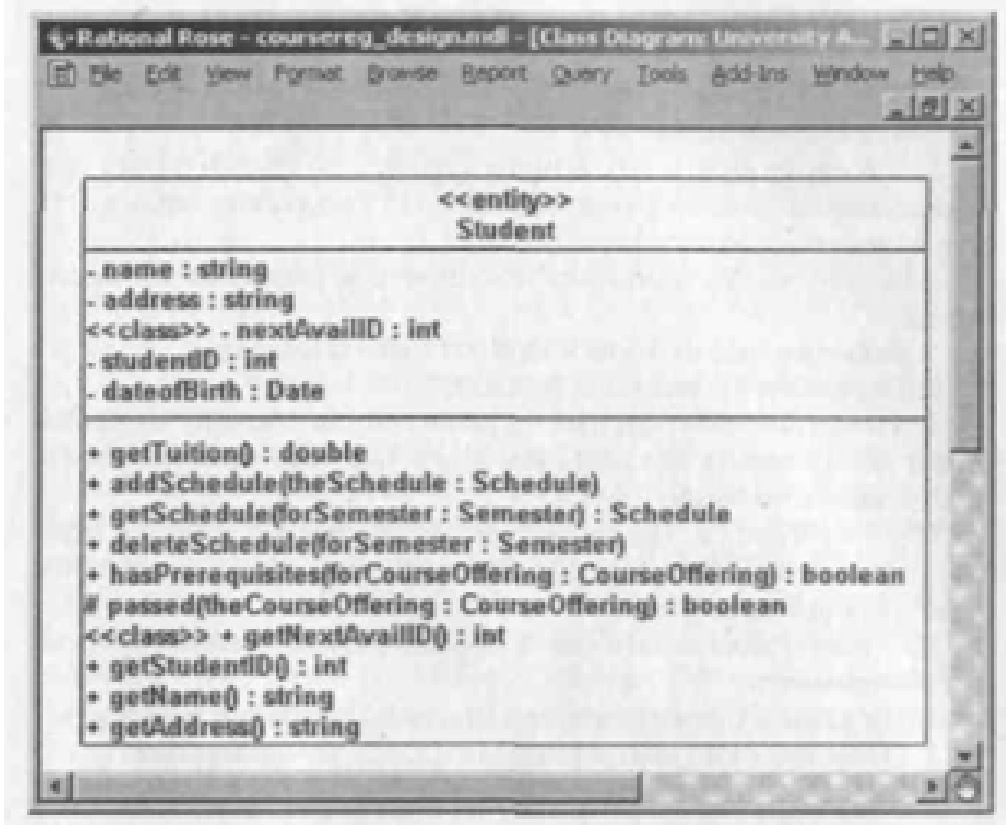 Rational Rose - coursereg_design.mdl - [Class Diagram: University A...
File Edit View Format Browse Report Query Tools Add-Ins Window Help
<<entity>>
Student
- name : string
- address : string
<<class>> - nextAvailID : int
- studentID : int
- dateofBirth : Date
+ getTuition() : double
+ addSchedule(theSchedule : Schedule)
+ getSchedule(forSemester : Semester) : Schedule
+ deleteSchedule(forSemester : Semester)
+ hasPrerequisites(forCourseOffering : CourseOffering) : boolean
# passed(theCourseOffering : CourseOffering) : boolean
<<class>> + getNextAvailID() : int
+ getStudentID() : int
+ getName() : string
+ getAddress() : string